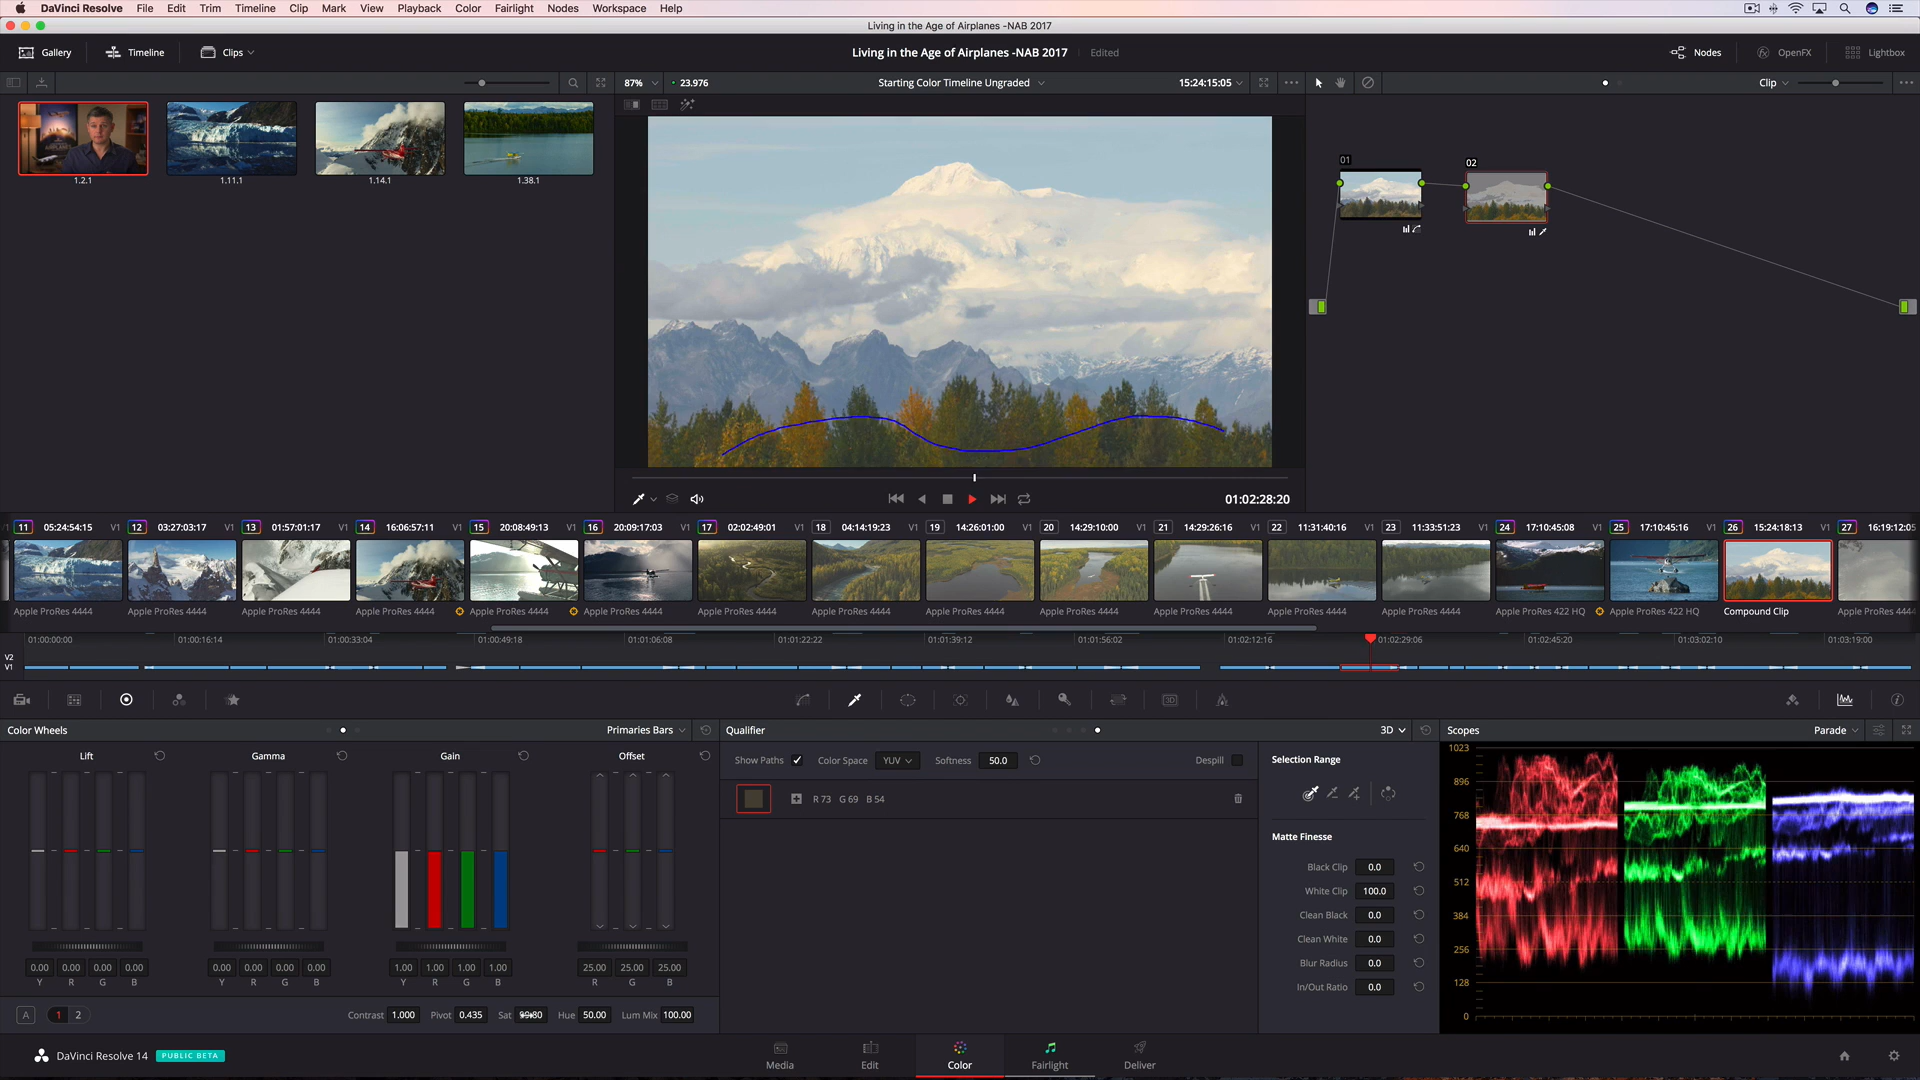 DaVinci Resolve File Edit Trim Timeline Clip Mark View Playback Color Fairlight Nodes Workspace Help
Living in the Age of Airplanes -NAB 2017
Gallery Timeline Clips Living in the Age of Airplanes -NAB 2017 Edited Nodes OpenFX Lightbox
87% 23.976 Starting Color Timeline Ungraded 15:24:15:05 Clip
1.2.1 1.11.1 1.14.1 1.38.1
01 02
01:02:28:20
V1 11 05:24:54:15 V1 12 03:27:03:17 V1 13 01:57:01:17 V1 14 16:06:57:11 V1 15 20:08:49:13 V1 16 20:09:17:03 V1 17 02:02:49:01 V1 18 04:14:19:23 V1 19 14:26:01:00 V1 20 14:29:10:00 V1 21 14:29:26:16 V1 22 11:31:40:16 V1 23 11:33:51:23 V1 24 17:10:45:08 V1 25 17:10:45:16 V1 26 15:24:18:13 V1 27 16:19:12:05
Apple ProRes 4444 Apple ProRes 4444 Apple ProRes 4444 Apple ProRes 4444 Apple ProRes 4444 Apple ProRes 4444 Apple ProRes 4444 Apple ProRes 4444 Apple ProRes 4444 Apple ProRes 4444 Apple ProRes 4444 Apple ProRes 4444 Apple ProRes 4444 Apple ProRes 422 HQ Apple ProRes 422 HQ Compound Clip Apple ProRes 4444
01:00:00:00 01:00:16:14 01:00:33:04 01:00:49:18 01:01:06:08 01:01:22:22 01:01:39:12 01:01:56:02 01:02:12:16 01:02:29:06 01:02:45:20 01:03:02:10 01:03:19:00
V2
V1
Color Wheels Primaries Bars Qualifier 3D Scopes Parade
Lift Gamma Gain Offset
Show Paths Color Space YUV Softness 50.0 Despill
R 73 G 69 B 54
Selection Range
Matte Finesse
Black Clip 0.0
White Clip 100.0
Clean Black 0.0
Clean White 0.0
Blur Radius 0.0
In/Out Ratio 0.0
1023
896
768
640
512
384
256
128
0
0.00 0.00 0.00 0.00 0.00 0.00 0.00 0.00 1.00 1.00 1.00 1.00 25.00 25.00 25.00
Y R G B Y R G B Y R G B R G B
A 1 2 Contrast 1.000 Pivot 0.435 Sat Hue 50.00 Lum Mix 100.00
DaVinci Resolve 14 PUBLIC BETA
Media Edit Color Fairlight Deliver